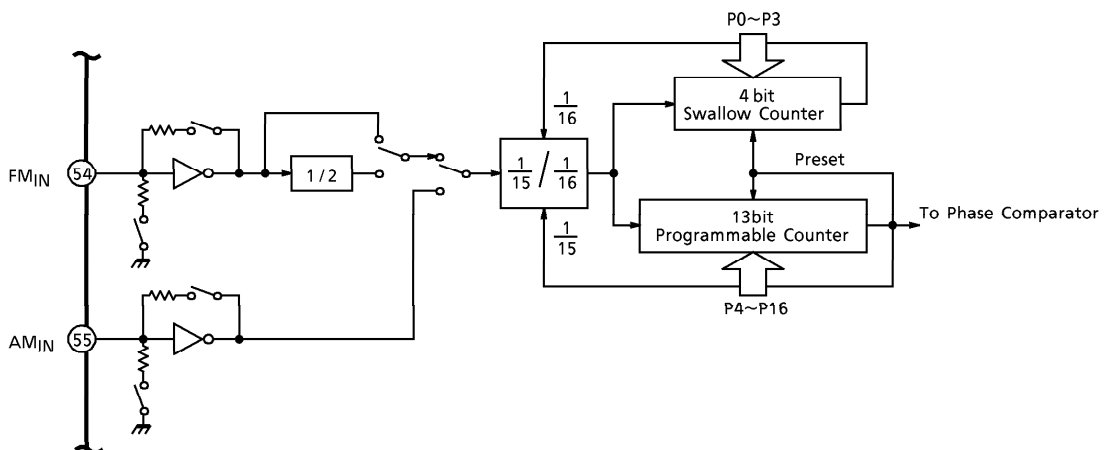 P0~P3
4 bit
Swallow Counter
1
16
FMIN
54
1/2
1
15
/
1
16
Preset
13bit
Programmable Counter
To Phase Comparator
1
15
P4~P16
AMIN
55